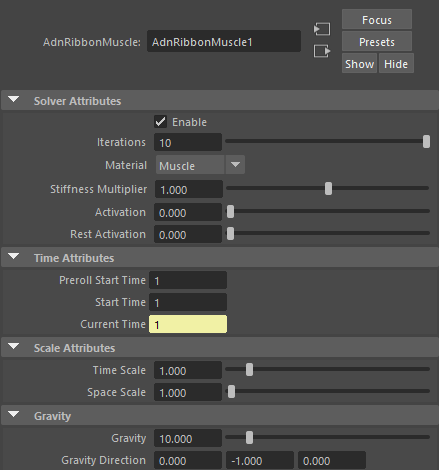 Focus
AdnRibbonMuscle: AdnRibbonMuscle1
Presets
Show Hide
Solver Attributes
Enable
Iterations 10
Material Muscle
Stiffness Multiplier 1.000
Activation 0.000
Rest Activation 0.000
Time Attributes
Preroll Start Time 1
Start Time 1
Current Time 1
Scale Attributes
Time Scale 1.000
Space Scale 1.000
Gravity
Gravity 10.000
Gravity Direction 0.000 -1.000 0.000